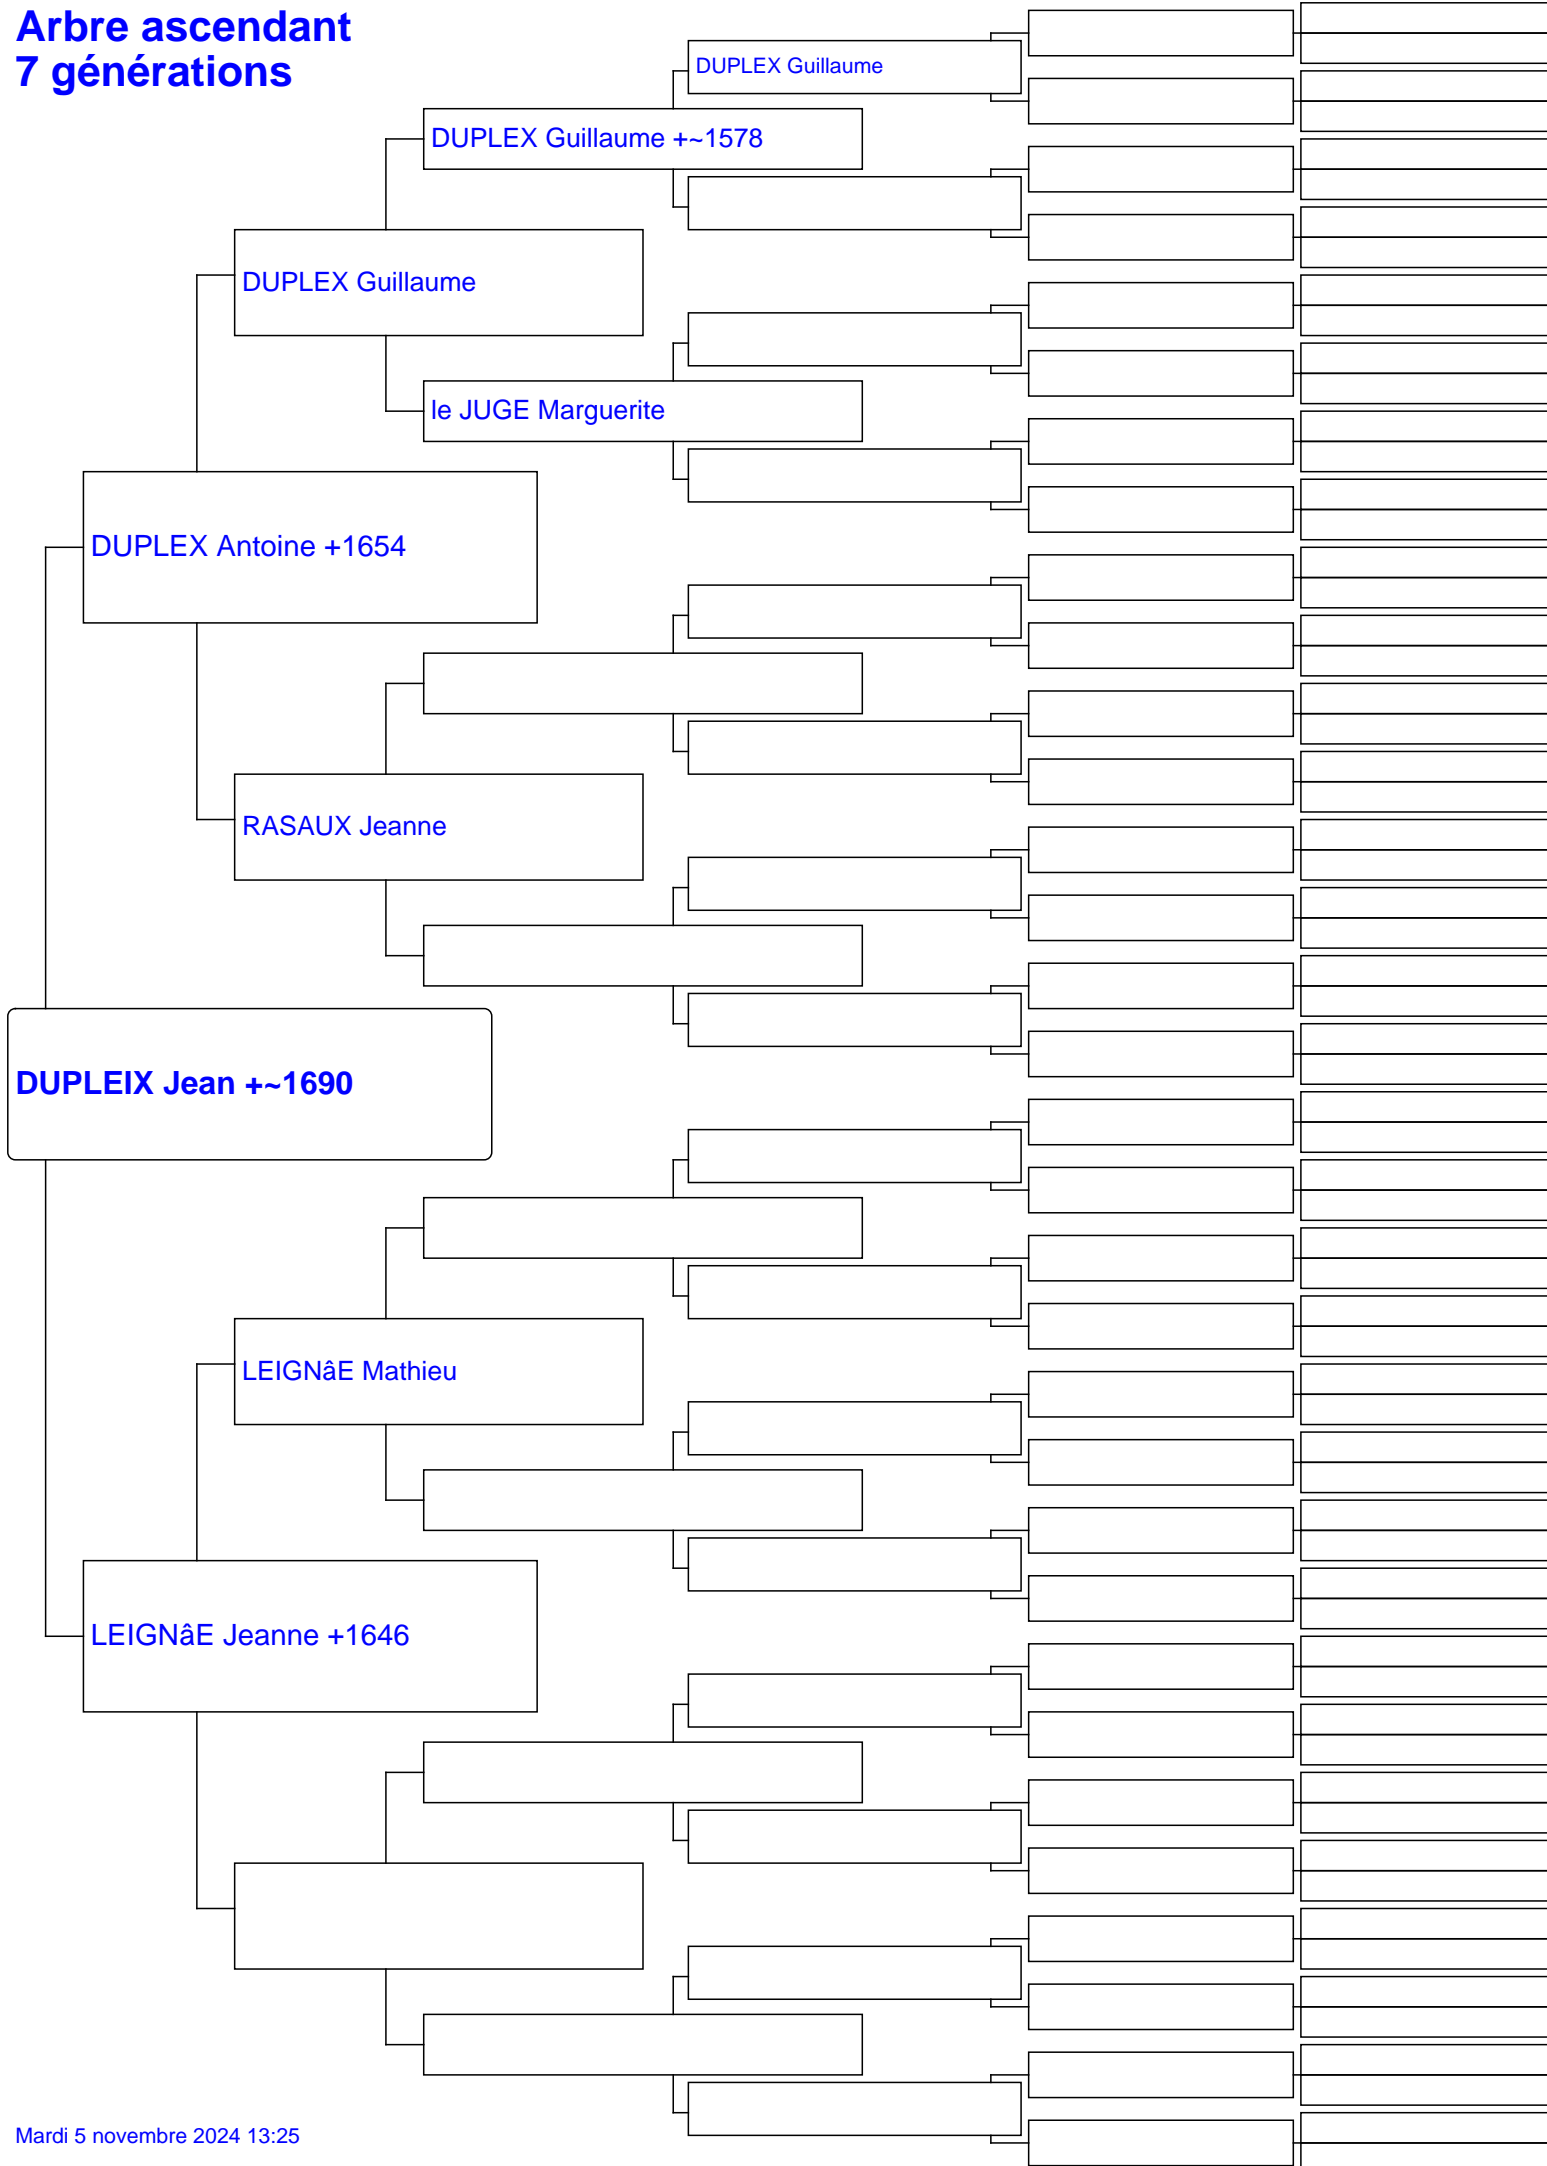 Arbre ascendant
7 générations
DUPLEX Guillaume
DUPLEX Guillaume +~1578
DUPLEX Guillaume
le JUGE Marguerite
DUPLEX Antoine +1654
RASAUX Jeanne
DUPLEIX Jean +~1690
LEIGNâE Mathieu
LEIGNâE Jeanne +1646
Mardi 5 novembre 2024 13:25